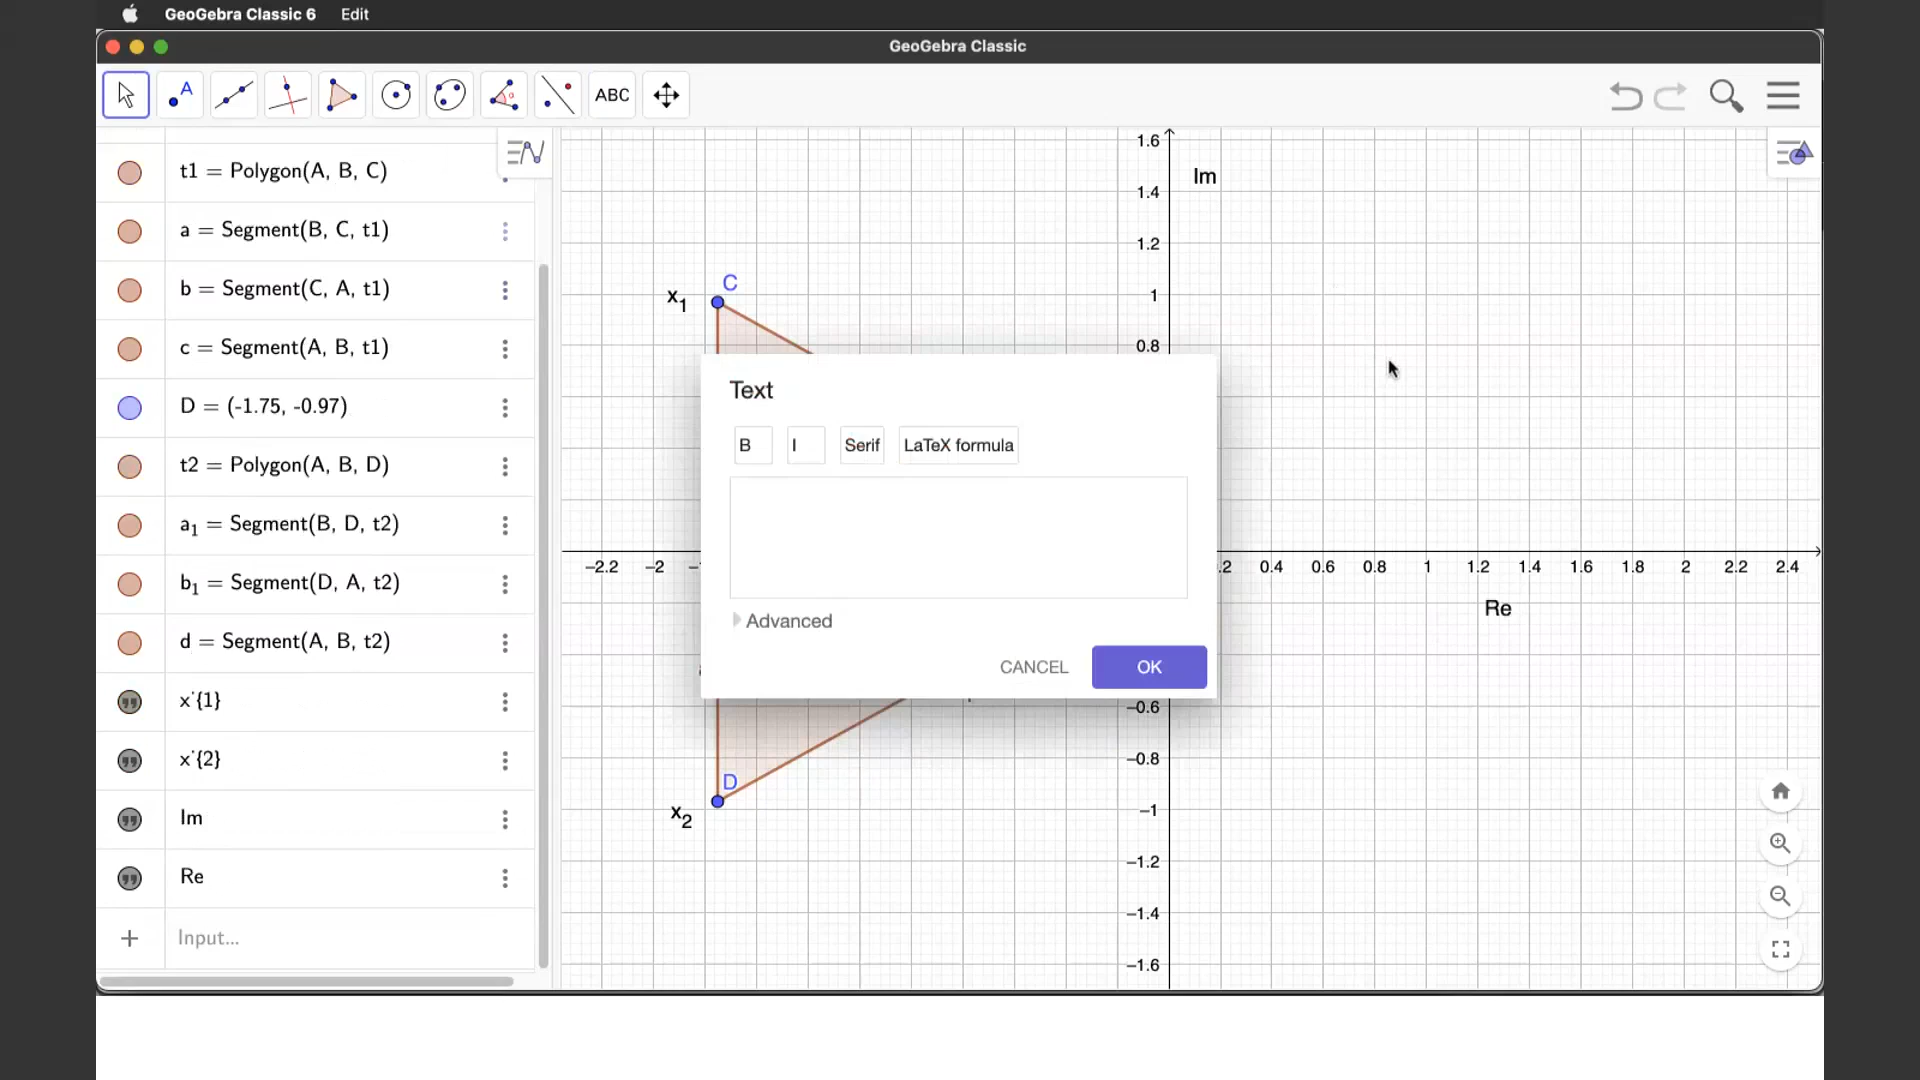 GeoGebra Classic 6 Edit
GeoGebra Classic
A
α
ABC
t1 = Polygon(A, B, C)
a = Segment(B, C, t1)
b = Segment(C, A, t1)
c = Segment(A, B, t1)
D = (-1.75, -0.97)
t2 = Polygon(A, B, D)
a₁ = Segment(B, D, t2)
b₁ = Segment(D, A, t2)
d = Segment(A, B, t2)
x˙{1}
x˙{2}
Im
Re
+ Input...
1.6
Im
1.4
1.2
C
x₁
1
0.8
Text
B I Serif LaTeX formula
−2.2 −2 0.4 0.6 0.8 1 1.2 1.4 1.6 1.8 2 2.2 2.4
Re
Advanced
CANCEL OK
−0.6
−0.8
D
x₂
−1
−1.2
−1.4
−1.6